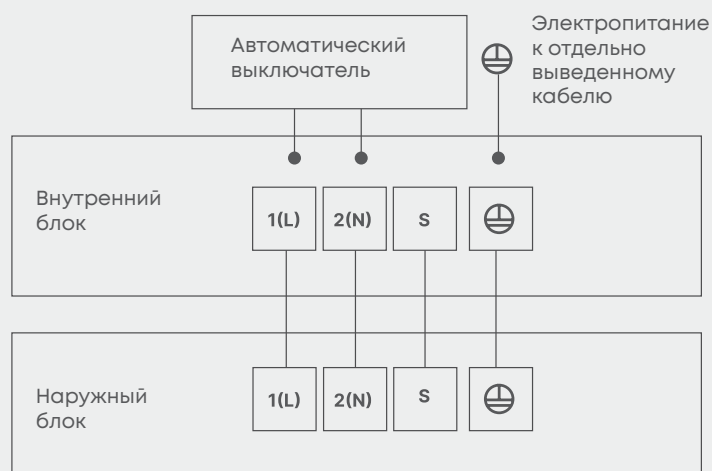 Автоматический
выключатель
Электропитание
к отдельно
выведенному
кабелю
Внутренний
блок
1(L)
2(N)
S
Наружный
блок
1(L)
2(N)
S